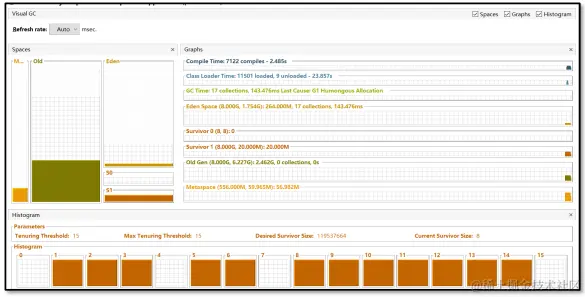 Visual GC
Spaces Graphs Histogram
Refresh rate: Auto msec.
Spaces
Graphs
M... Old Eden
S0
S1
Compile Time: 7122 compiles - 2.485s
Class Loader Time: 11501 loaded, 9 unloaded - 23.857s
GC Time: 17 collections, 143.476ms Last Cause: G1 Humongous Allocation
Eden Space (8.000G, 1.754G): 264.000M, 17 collections, 143.476ms
Survivor 0 (8, 8): 0
Survivor 1 (8.000G, 20.000M): 20.000M
Old Gen (8.000G, 6.227G): 2.462G, 0 collections, 0s
Metaspace (556.000M, 59.965M): 56.982M
Histogram
Parameters
Tenuring Threshold: 15 Max Tenuring Threshold: 15 Desired Survivor Size: 119537664 Current Survivor Size: 8
Histogram
0 1 2 3 4 5 6 7 8 9 10 11 12 13 14 15
@稀土掘金技术社区